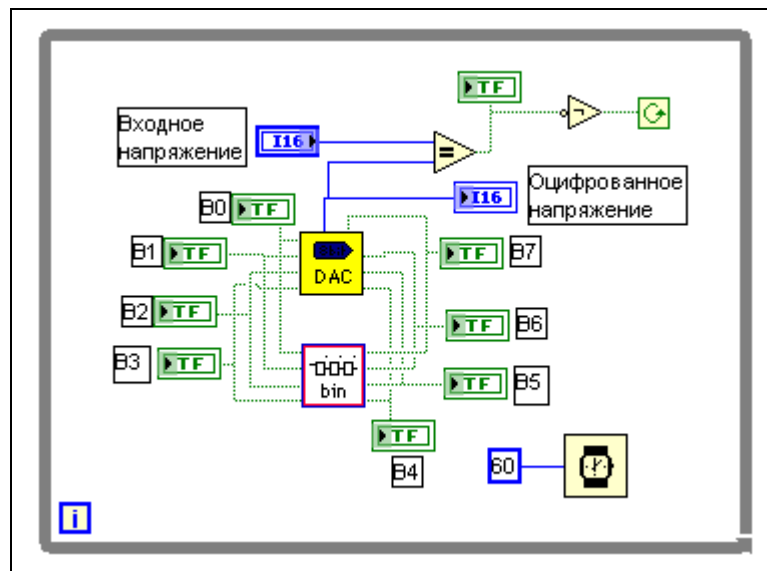 TF
Входное
напряжение
I16
=
Оцифрованное
напряжение
I16
B0 TF
B1 TF
DAC
TF B7
B2 TF
TF B6
B3 TF
bin
TF B5
TF
B4
60
i